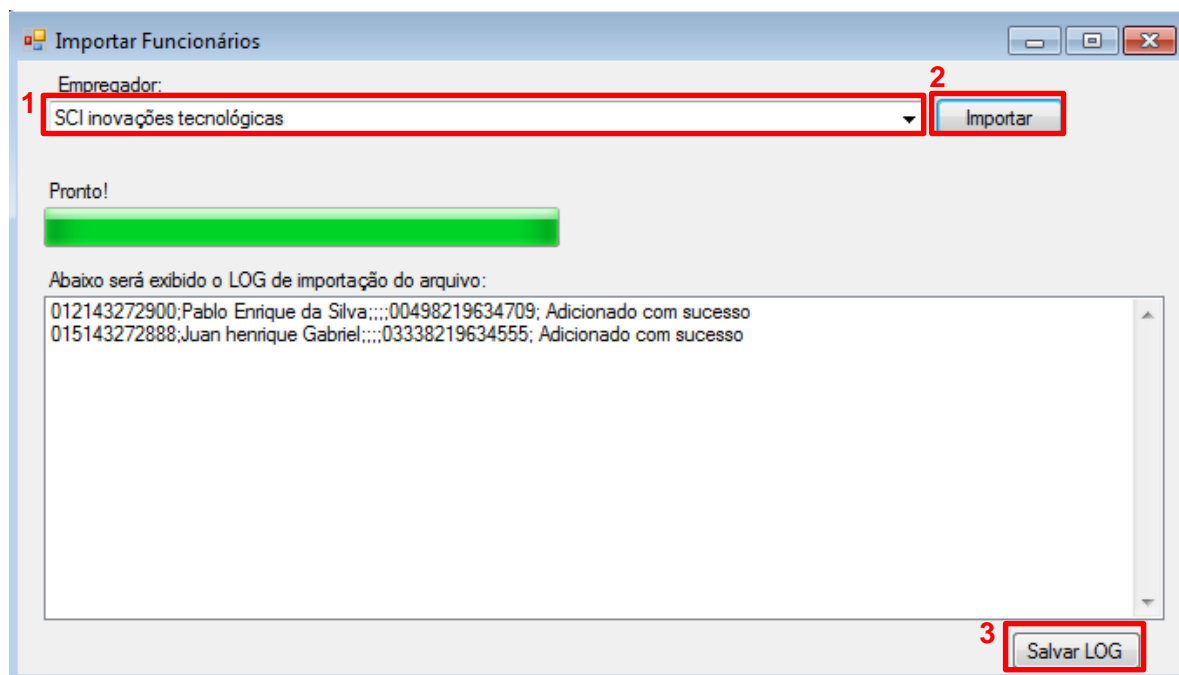 Importar Funcionários
Empregador:
1
SCI inovações tecnológicas
2
Importar
Pronto!
Abaixo será exibido o LOG de importação do arquivo:
012143272900;Pablo Enrique da Silva;;;;00498219634709; Adicionado com sucesso
015143272888;Juan henrique Gabriel;;;;03338219634555; Adicionado com sucesso
3
Salvar LOG